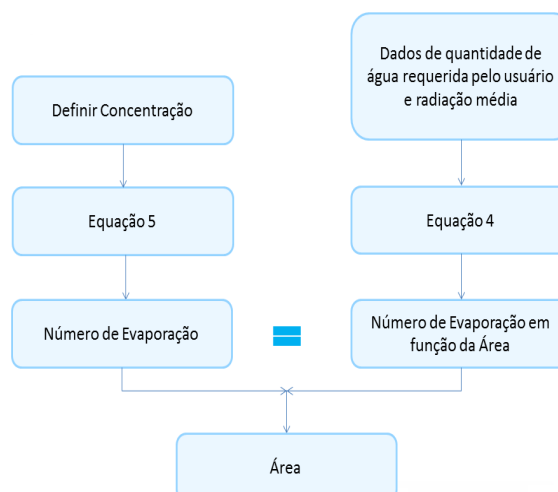 Dados de quantidade de
água requerida pelo usuário
e radiação média
Definir Concentração
Equação 5
Equação 4
Número de Evaporação
Número de Evaporação em
função da Área
Área